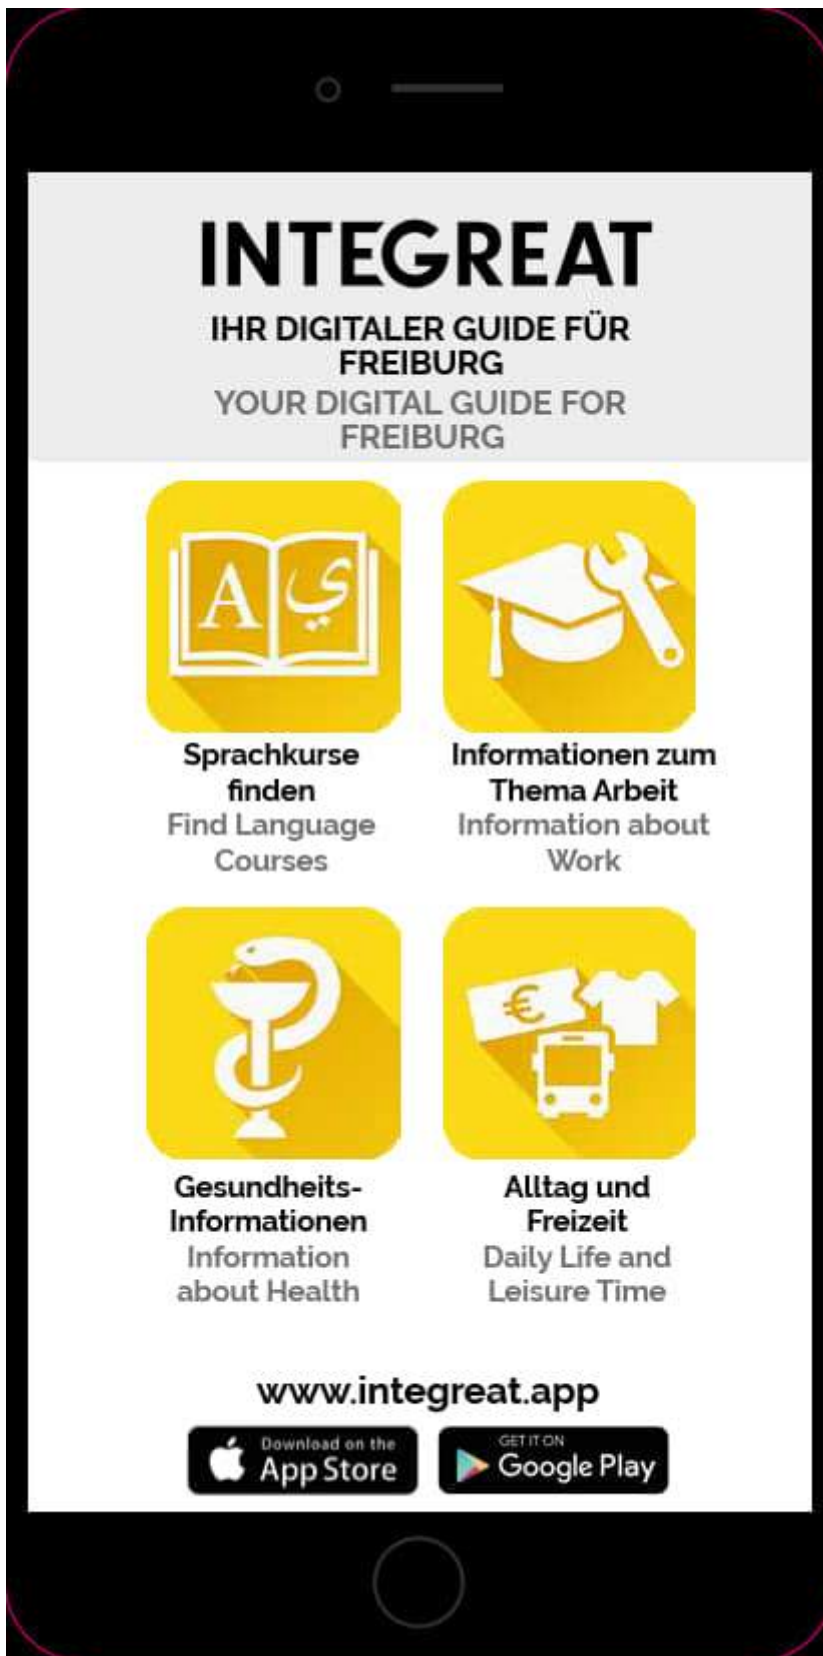 INTEGREAT
IHR DIGITALER GUIDE FÜR
FREIBURG
YOUR DIGITAL GUIDE FOR
FREIBURG
A ي
Sprachkurse
finden
Find Language
Courses
Informationen zum
Thema Arbeit
Information about
Work
€
Gesundheits-
Informationen
Information
about Health
Alltag und
Freizeit
Daily Life and
Leisure Time
www.integreat.app
Download on the
App Store
GET IT ON
Google Play